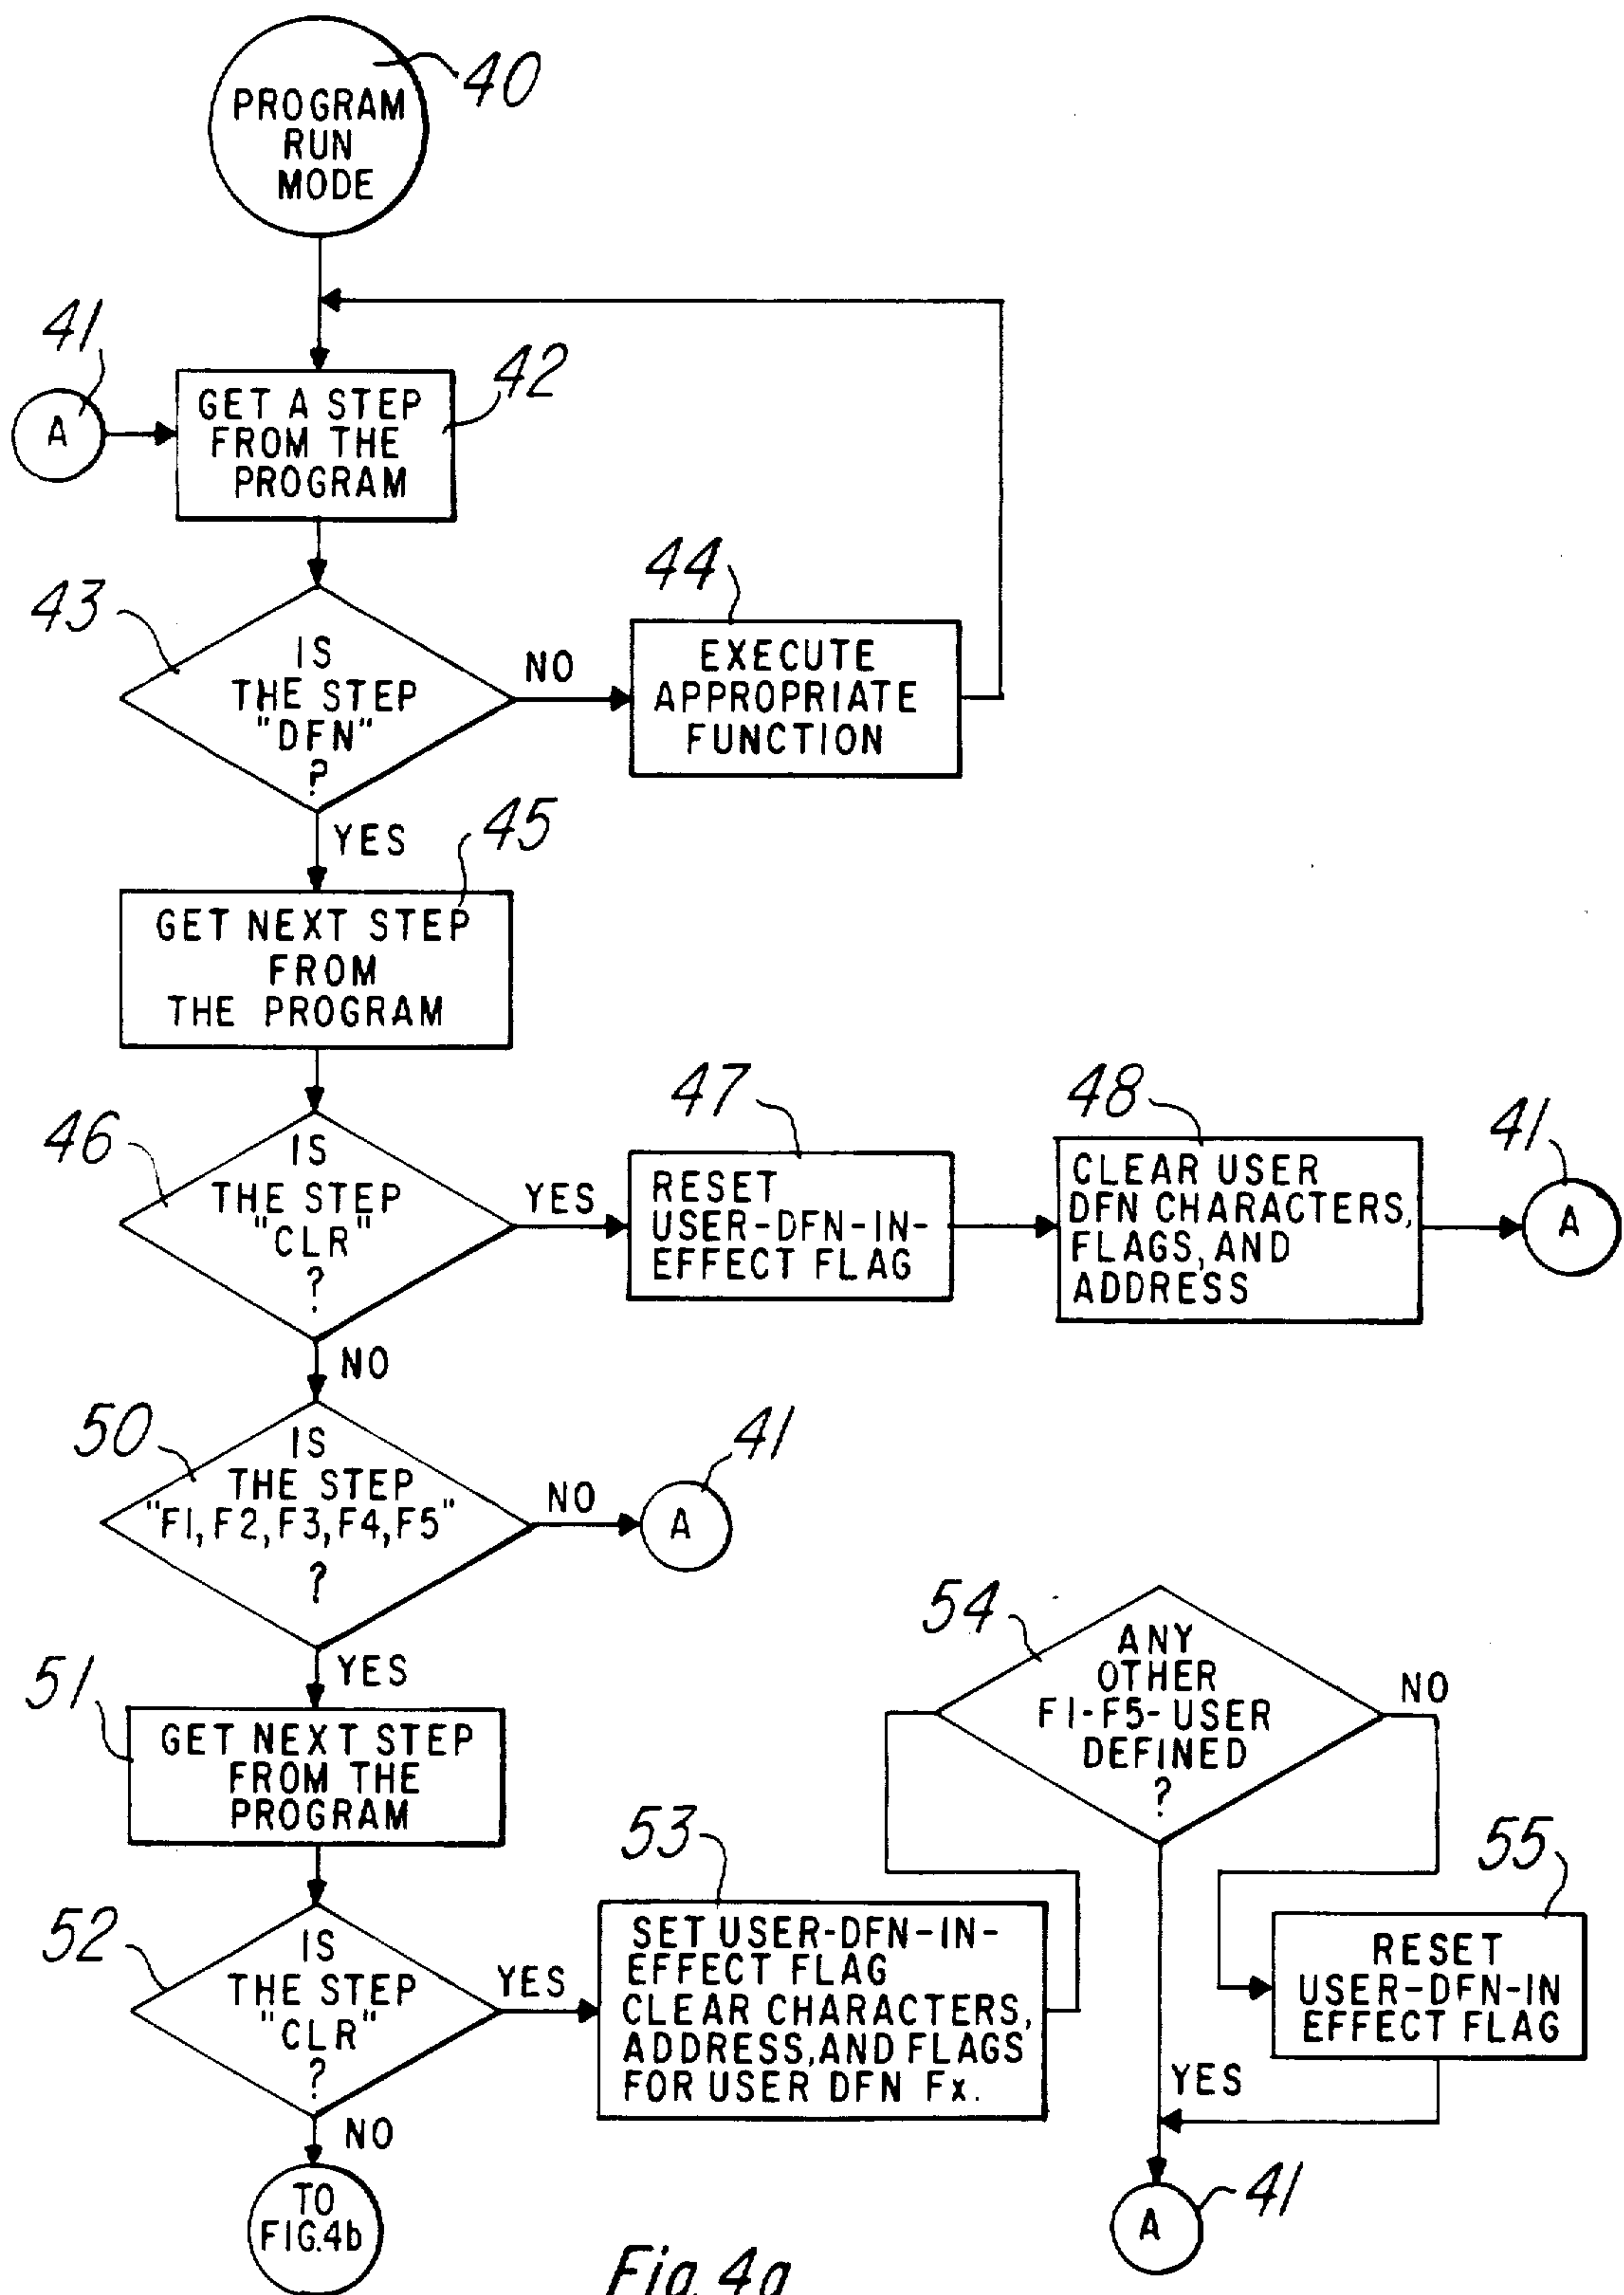 40
PROGRAM
RUN
MODE
41
A
42
GET A STEP
FROM THE
PROGRAM
43
IS
THE STEP
"DFN"
?
NO
44
EXECUTE
APPROPRIATE
FUNCTION
YES
45
GET NEXT STEP
FROM
THE PROGRAM
46
IS
THE STEP
"CLR"
?
YES
47
RESET
USER-DFN-IN-
EFFECT FLAG
48
CLEAR USER
DFN CHARACTERS,
FLAGS, AND
ADDRESS
41
A
NO
50
IS
THE STEP
"F1, F2, F3, F4, F5"
?
NO
41
A
YES
51
GET NEXT STEP
FROM THE
PROGRAM
52
IS
THE STEP
"CLR"
?
YES
53
SET USER-DFN-IN-
EFFECT FLAG
CLEAR CHARACTERS,
ADDRESS, AND FLAGS
FOR USER DFN Fx.
54
ANY
OTHER
F1-F5-USER
DEFINED
?
NO
55
RESET
USER-DFN-IN
EFFECT FLAG
YES
41
A
NO
TO
FIG.4b
Fig. 4a